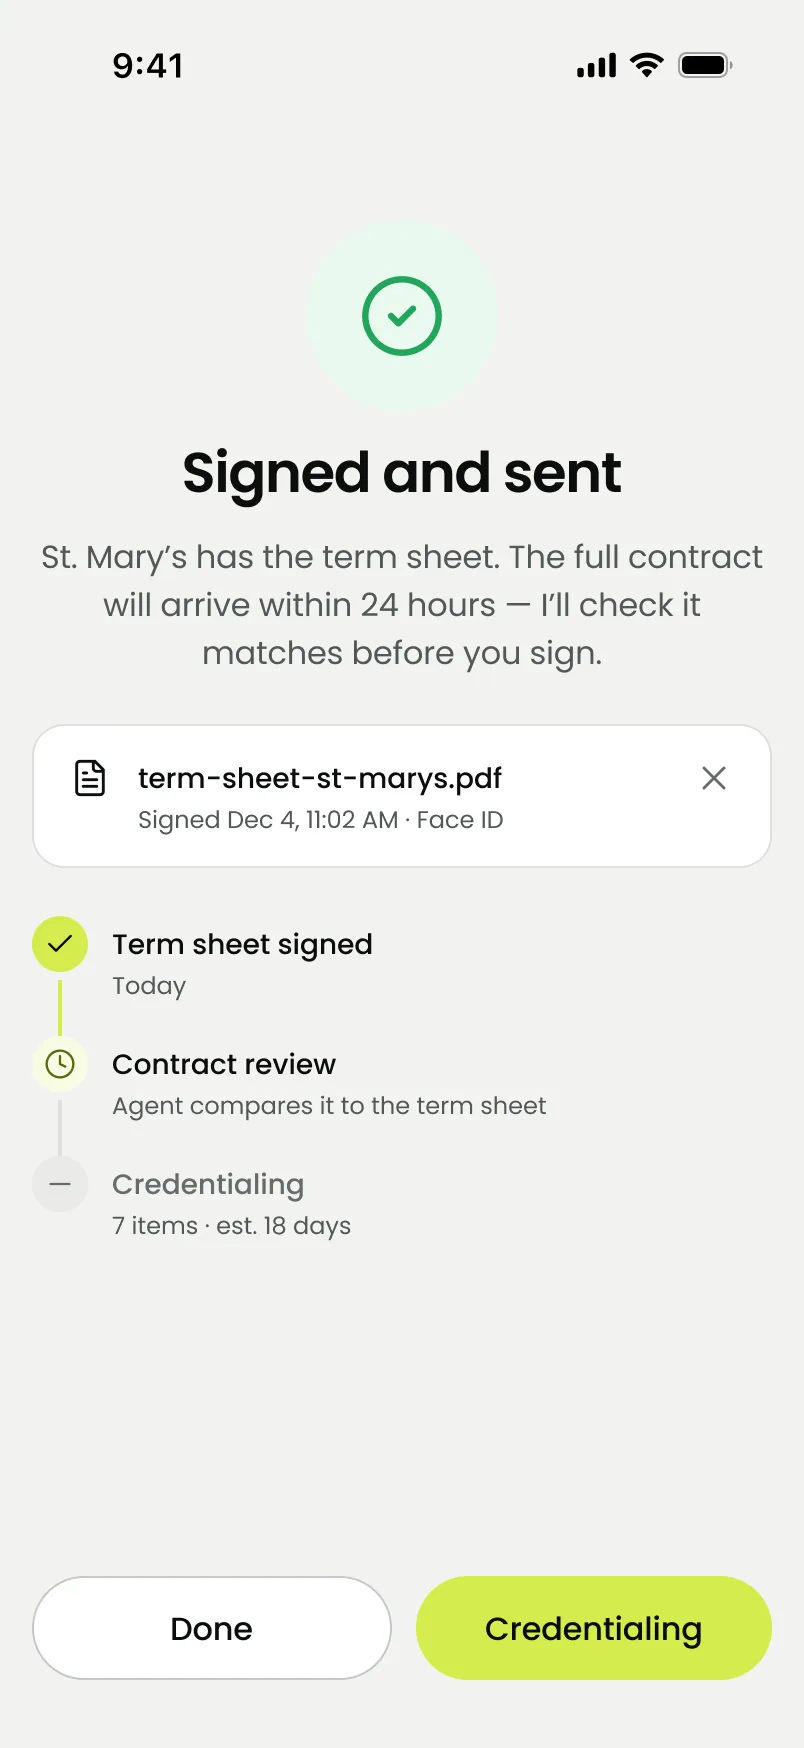 9:41
Signed and sent
St. Mary’s has the term sheet. The full contract
will arrive within 24 hours — I’ll check it
matches before you sign.
term-sheet-st-marys.pdf
Signed Dec 4, 11:02 AM · Face ID
Term sheet signed
Today
Contract review
Agent compares it to the term sheet
Credentialing
7 items · est. 18 days
Done
Credentialing